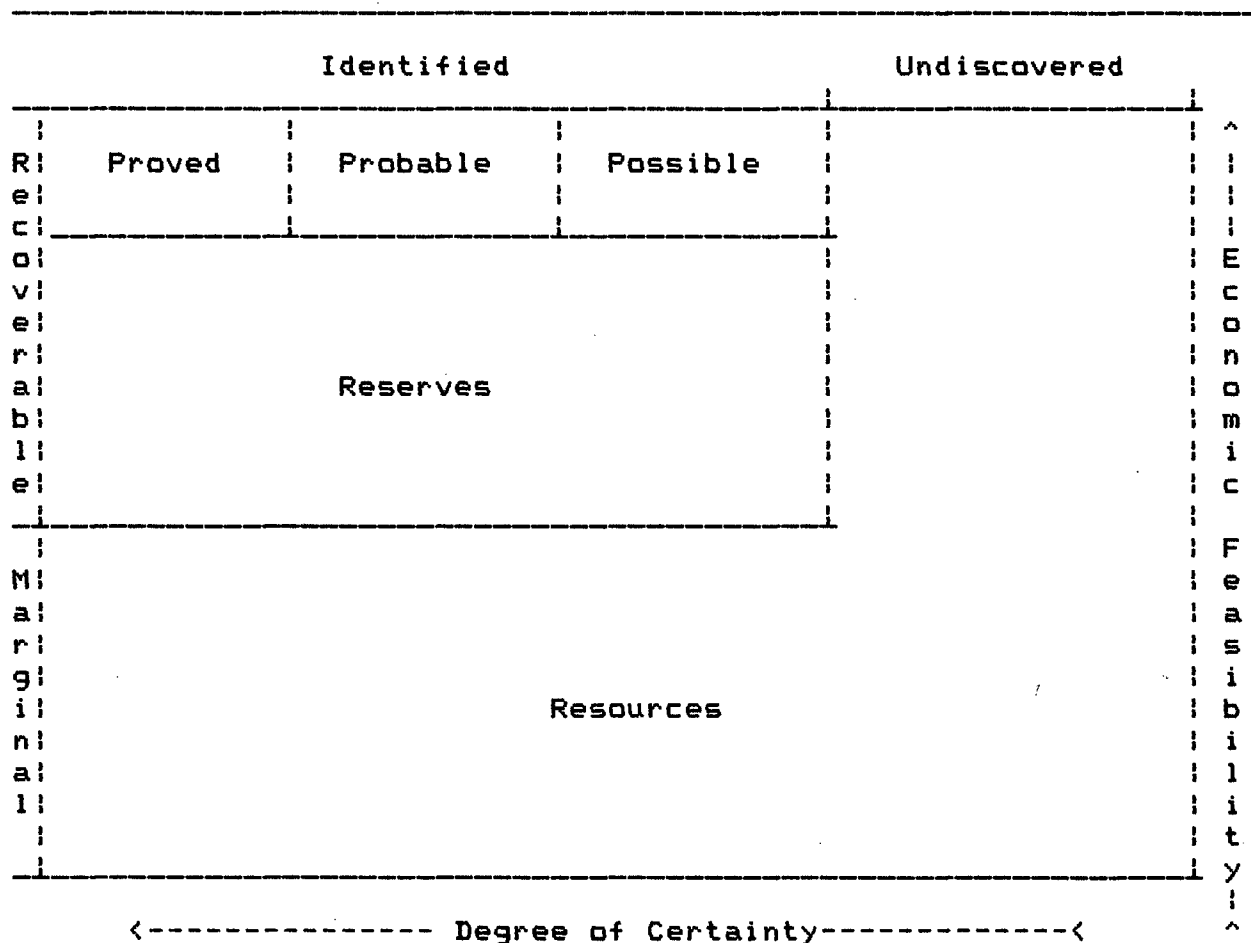 Identified Undiscovered
Proved Probable Possible
Recoverable
Reserves
Economic Feasibility
Marginal
Resources
<--------------- Degree of Certainty-------------<